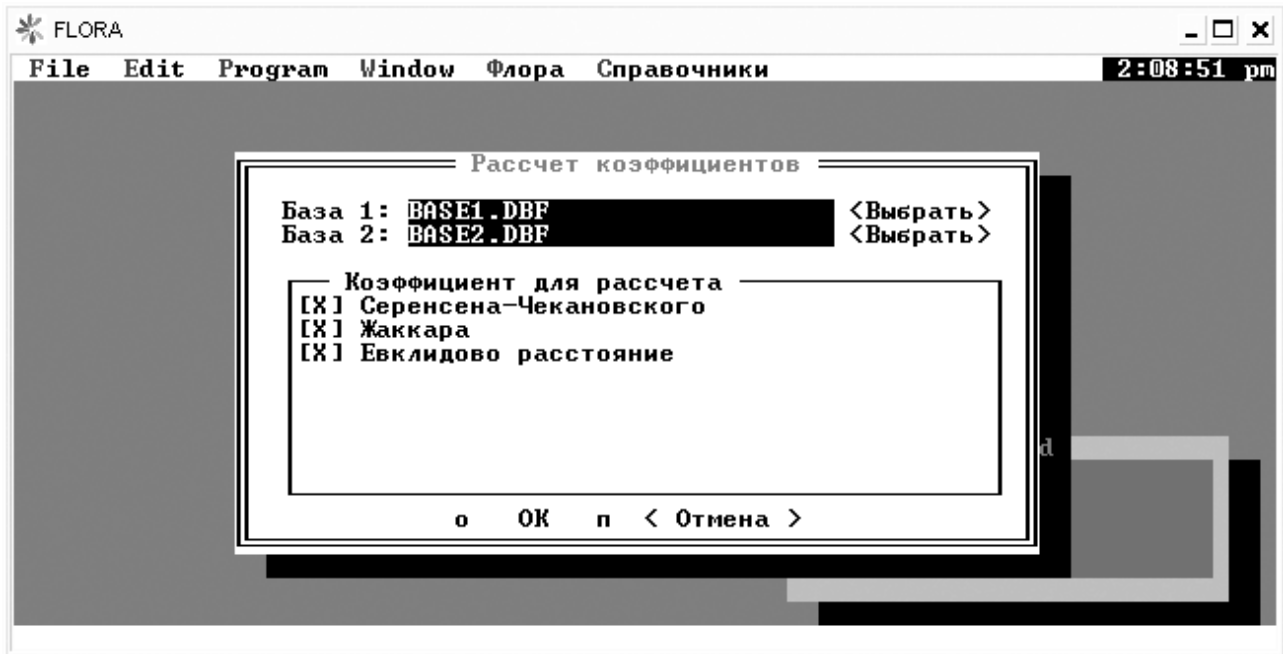 FLORA
File Edit Program Window Флора Справочники 2:08:51 pm
Рассчет коэффициентов
База 1: BASE1.DBF <Выбрать>
База 2: BASE2.DBF <Выбрать>
Коэффициент для рассчета
[X] Серенсена-Чекановского
[X] Жаккара
[X] Евклидово расстояние
d
о ОК п < Отмена >